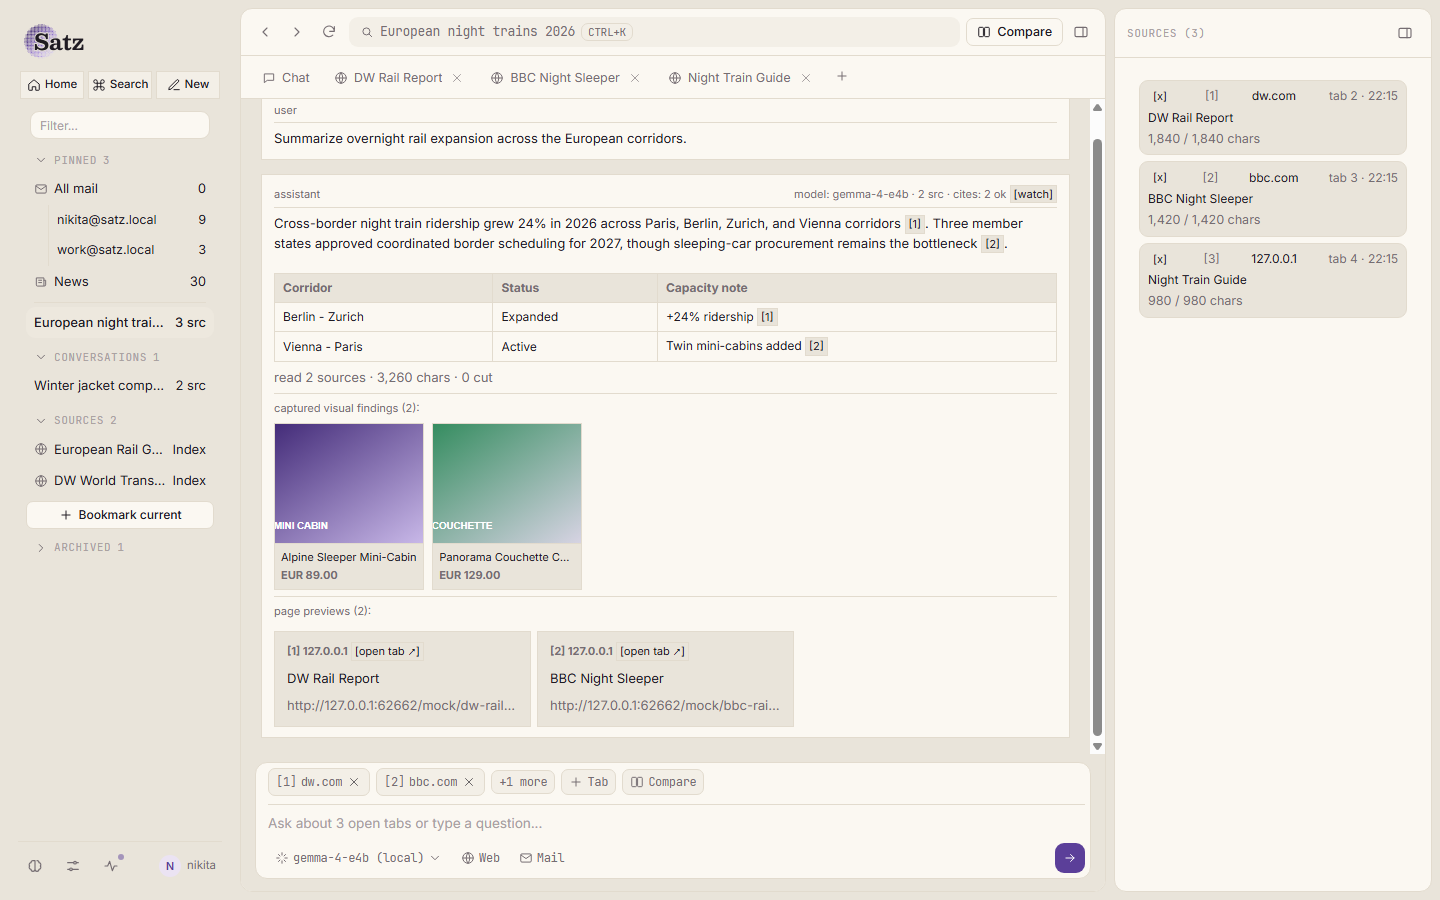 Satz
Home
Search
New
Filter...
PINNED 3
All mail 0
nikita@satz.local 9
work@satz.local 3
News 30
European night trai... 3 src
CONVERSATIONS 1
Winter jacket comp... 2 src
SOURCES 2
European Rail G... Index
DW World Trans... Index
+ Bookmark current
ARCHIVED 1
N nikita
European night trains 2026 CTRL+K
Compare
Chat
DW Rail Report ×
BBC Night Sleeper ×
Night Train Guide ×
+
user
Summarize overnight rail expansion across the European corridors.
assistant
model: gemma-4-e4b · 2 src · cites: 2 ok [watch]
Cross-border night train ridership grew 24% in 2026 across Paris, Berlin, Zurich, and Vienna corridors [1]. Three member
states approved coordinated border scheduling for 2027, though sleeping-car procurement remains the bottleneck [2].
Corridor Status Capacity note
Berlin - Zurich Expanded +24% ridership [1]
Vienna - Paris Active Twin mini-cabins added [2]
read 2 sources · 3,260 chars · 0 cut
captured visual findings (2):
MINI CABIN
Alpine Sleeper Mini-Cabin
EUR 89.00
COUCHETTE
Panorama Couchette C...
EUR 129.00
page previews (2):
[1] 127.0.0.1 [open tab ↗]
DW Rail Report
http://127.0.0.1:62662/mock/dw-rail...
[2] 127.0.0.1 [open tab ↗]
BBC Night Sleeper
http://127.0.0.1:62662/mock/bbc-rai...
[1] dw.com ×
[2] bbc.com ×
+1 more
+ Tab
Compare
Ask about 3 open tabs or type a question...
gemma-4-e4b (local)
Web
Mail
SOURCES (3)
[x] [1] dw.com tab 2 · 22:15
DW Rail Report
1,840 / 1,840 chars
[x] [2] bbc.com tab 3 · 22:15
BBC Night Sleeper
1,420 / 1,420 chars
[x] [3] 127.0.0.1 tab 4 · 22:15
Night Train Guide
980 / 980 chars